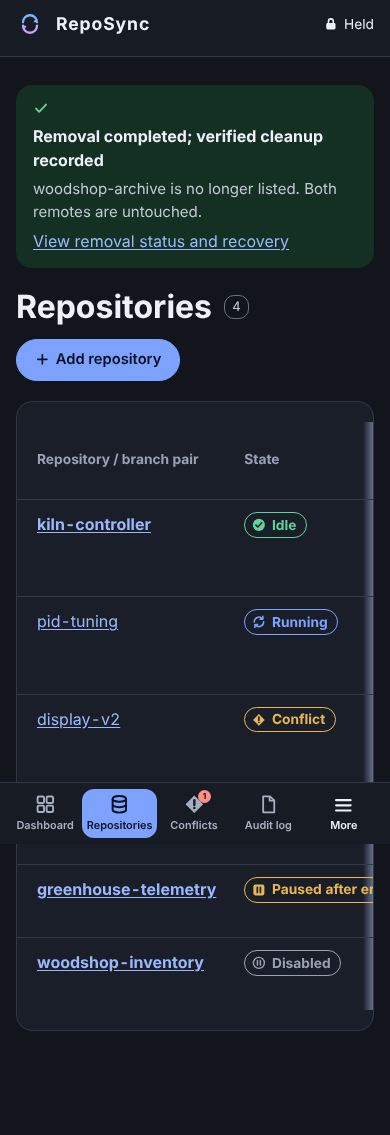 RepoSync
Held
Removal completed; verified cleanup
recorded
woodshop-archive is no longer listed. Both
remotes are untouched.
View removal status and recovery
Repositories 4
+ Add repository
Repository / branch pair State
kiln-controller Idle
pid-tuning Running
display-v2 Conflict
1
Dashboard Repositories Conflicts Audit log More
greenhouse-telemetry Paused after er
woodshop-inventory Disabled